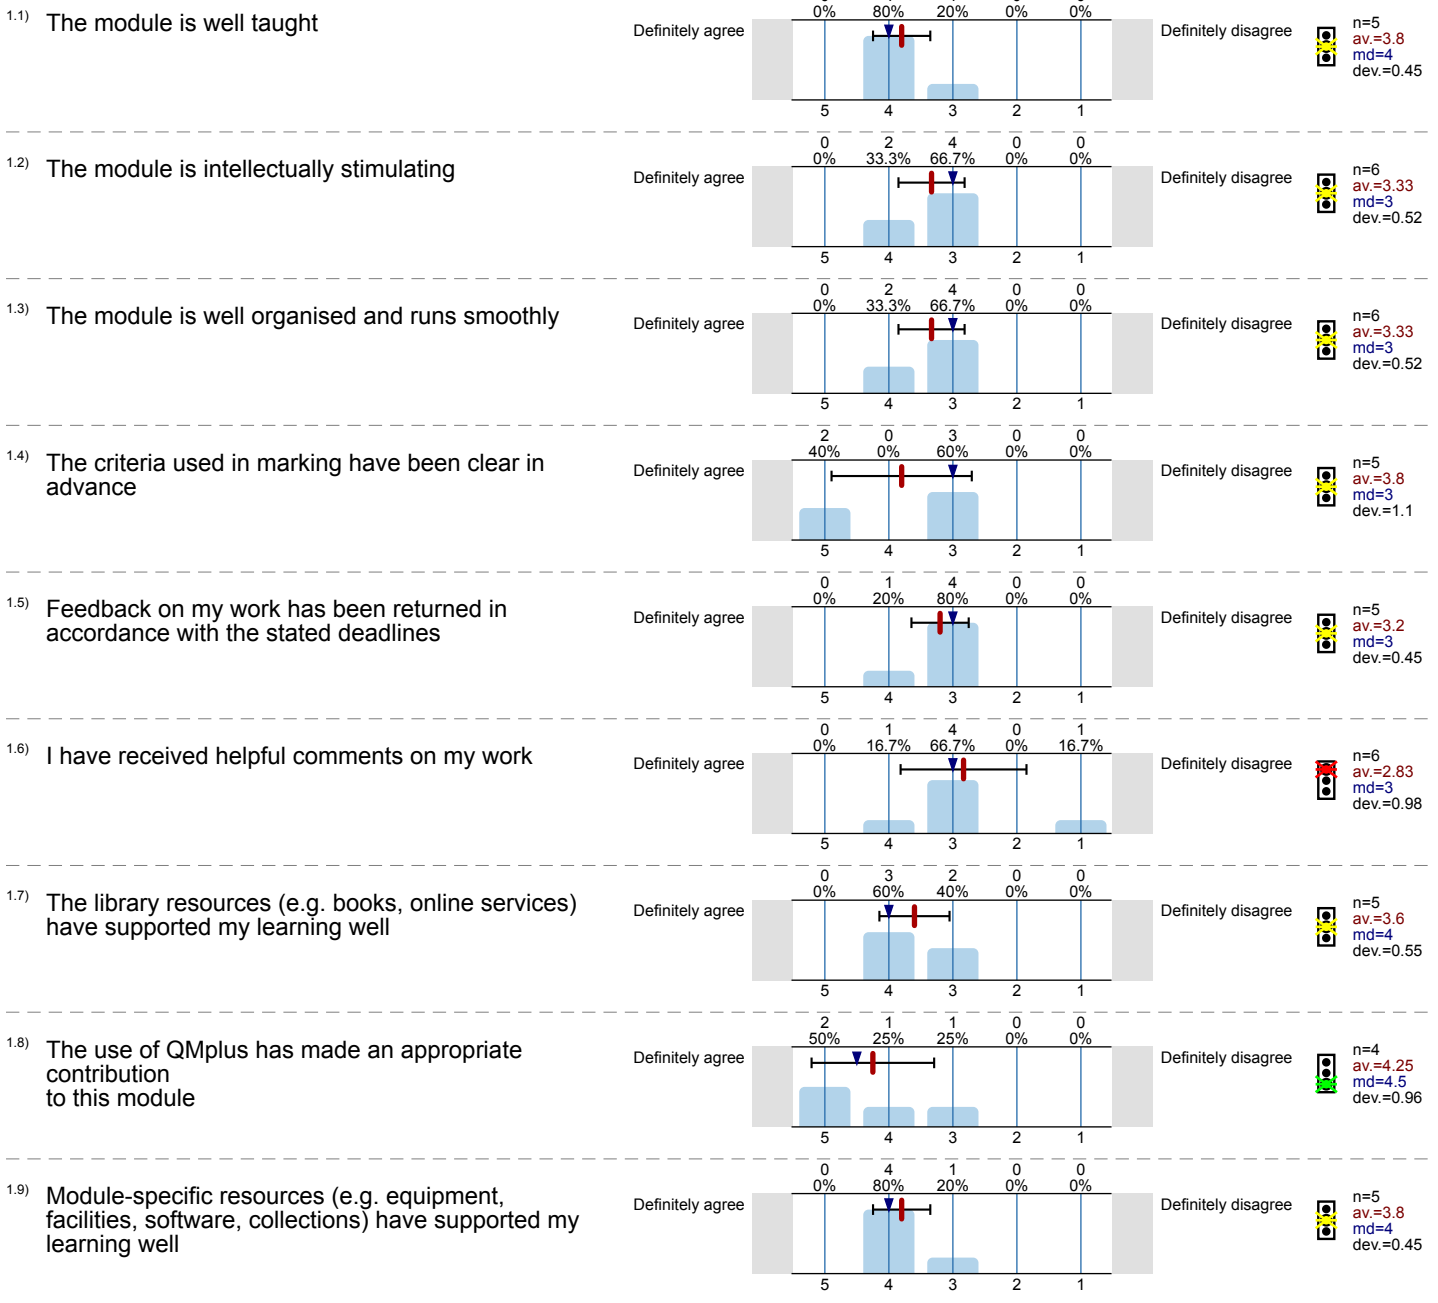 1.1) The module is well taught
Definitely agree
0% 80% 20% 0% 0%
5 4 3 2 1
Definitely disagree
n=5
av.=3.8
md=4
dev.=0.45
1.2) The module is intellectually stimulating
Definitely agree
0 2 4 0 0
0% 33.3% 66.7% 0% 0%
5 4 3 2 1
Definitely disagree
n=6
av.=3.33
md=3
dev.=0.52
1.3) The module is well organised and runs smoothly
Definitely agree
0 2 4 0 0
0% 33.3% 66.7% 0% 0%
5 4 3 2 1
Definitely disagree
n=6
av.=3.33
md=3
dev.=0.52
1.4) The criteria used in marking have been clear in
advance
Definitely agree
2 0 3 0 0
40% 0% 60% 0% 0%
5 4 3 2 1
Definitely disagree
n=5
av.=3.8
md=3
dev.=1.1
1.5) Feedback on my work has been returned in
accordance with the stated deadlines
Definitely agree
0 1 4 0 0
0% 20% 80% 0% 0%
5 4 3 2 1
Definitely disagree
n=5
av.=3.2
md=3
dev.=0.45
1.6) I have received helpful comments on my work
Definitely agree
0 1 4 0 1
0% 16.7% 66.7% 0% 16.7%
5 4 3 2 1
Definitely disagree
n=6
av.=2.83
md=3
dev.=0.98
1.7) The library resources (e.g. books, online services)
have supported my learning well
Definitely agree
0 3 2 0 0
0% 60% 40% 0% 0%
5 4 3 2 1
Definitely disagree
n=5
av.=3.6
md=4
dev.=0.55
1.8) The use of QMplus has made an appropriate
contribution
to this module
Definitely agree
2 1 1 0 0
50% 25% 25% 0% 0%
5 4 3 2 1
Definitely disagree
n=4
av.=4.25
md=4.5
dev.=0.96
1.9) Module-specific resources (e.g. equipment,
facilities, software, collections) have supported my
learning well
Definitely agree
0 4 1 0 0
0% 80% 20% 0% 0%
5 4 3 2 1
Definitely disagree
n=5
av.=3.8
md=4
dev.=0.45